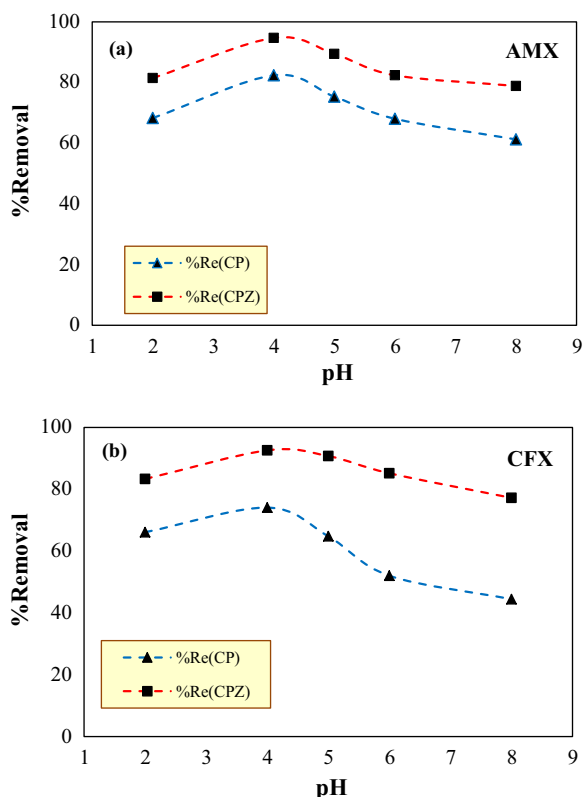 100
(a)
AMX
80
60
%Removal
40
%Re(CP)
20
%Re(CPZ)
0
1 2 3 4 5 6 7 8 9
pH
100
(b)
CFX
80
60
%Removal
40
%Re(CP)
20
%Re(CPZ)
0
1 2 3 4 5 6 7 8 9
pH